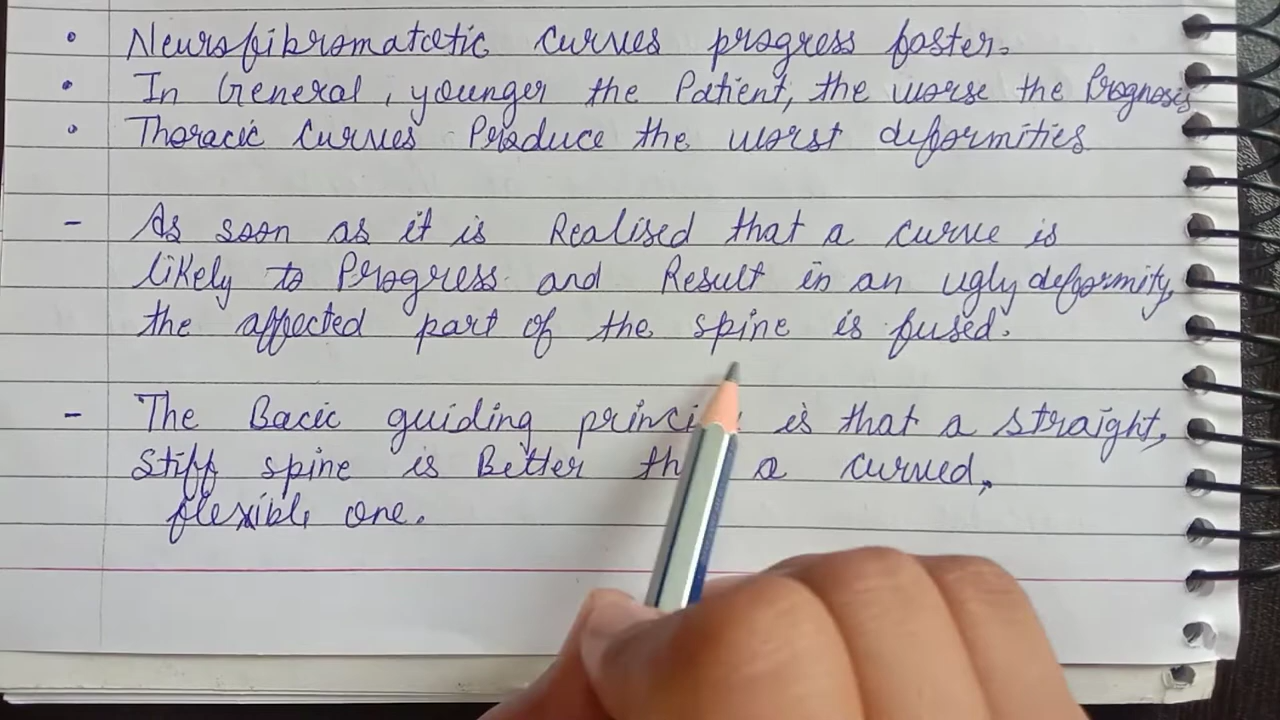 • Neurofibromatotic curves progress faster.
• In General, younger the Patient, the worse the Prognosis
• Thoracic Curves Produce the worst deformities
- As soon as it is Realised that a curve is
likely to Progress and Result in an ugly deformity,
the affected part of the spine is fused.
- The Bacic guiding is that a straight,
Stiff spine is Better a curved,
flexible one.